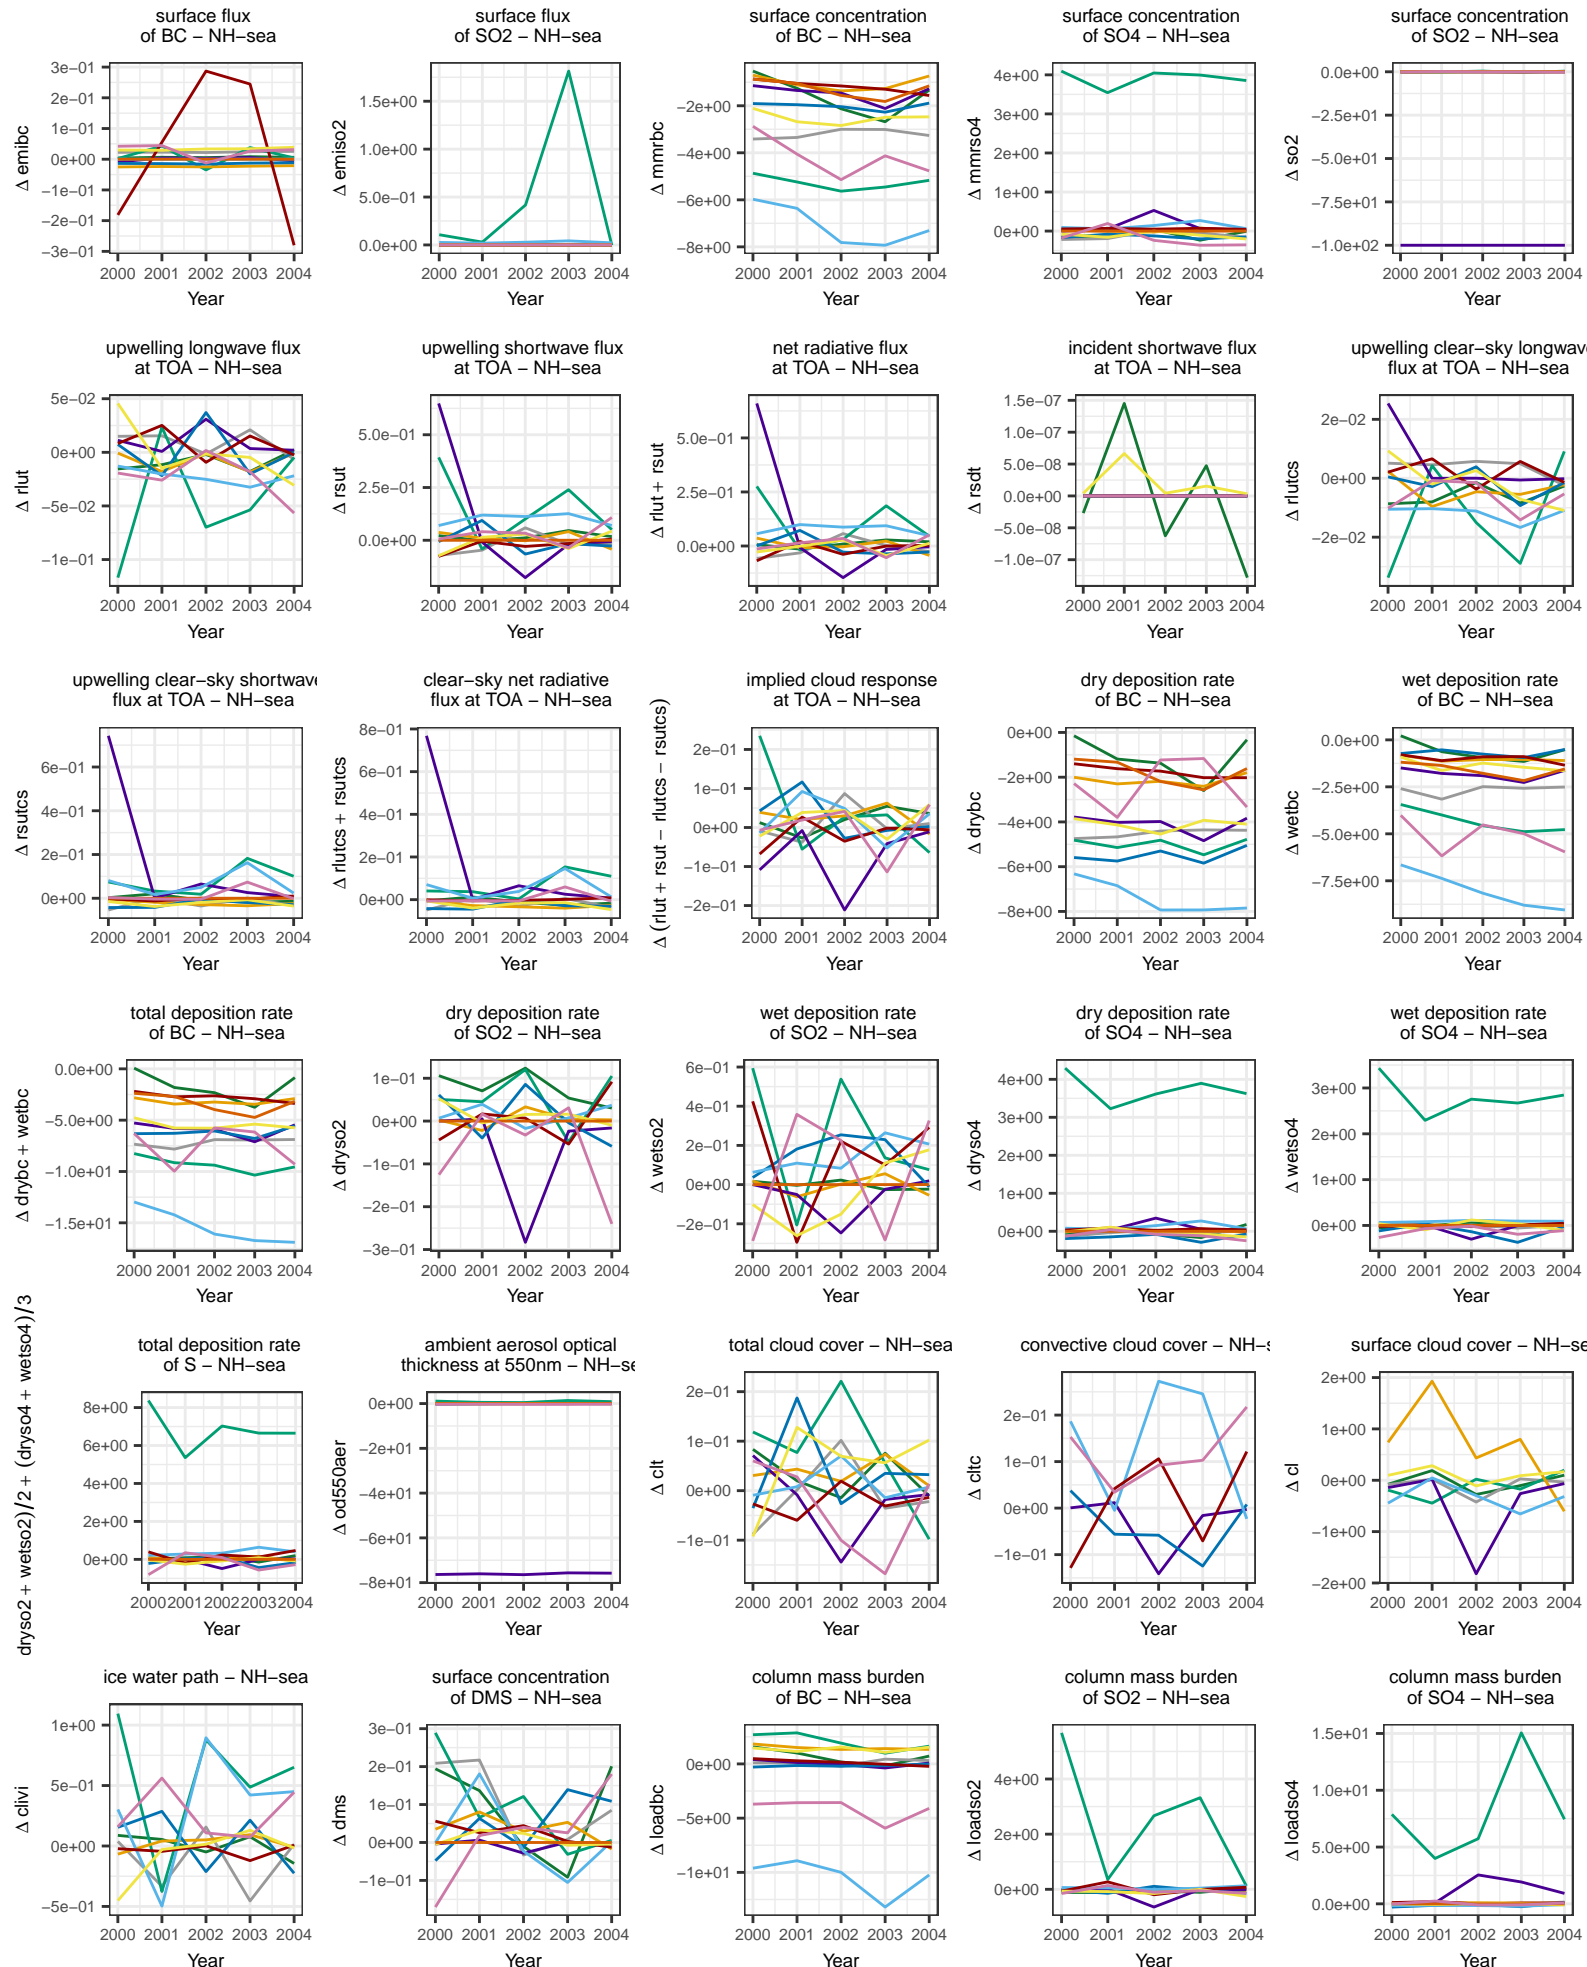 surface flux
of BC − NH−sea
3e−01
2e−01
1e−01
0e+00
−1e−01
−2e−01
−3e−01
Δ emibc
2000 2001 2002 2003 2004
Year
surface flux
of SO2 − NH−sea
1.5e+00
1.0e+00
5.0e−01
0.0e+00
Δ emiso2
2000 2001 2002 2003 2004
Year
surface concentration
of BC − NH−sea
−2e+00
−4e+00
−6e+00
−8e+00
Δ mmrbc
2000 2001 2002 2003 2004
Year
surface concentration
of SO4 − NH−sea
4e+00
3e+00
2e+00
1e+00
0e+00
Δ mmrso4
2000 2001 2002 2003 2004
Year
surface concentration
of SO2 − NH−sea
0.0e+00
−2.5e+01
−5.0e+01
−7.5e+01
−1.0e+02
Δ so2
2000 2001 2002 2003 2004
Year
upwelling longwave flux
at TOA − NH−sea
5e−02
0e+00
−5e−02
−1e−01
Δ rlut
2000 2001 2002 2003 2004
Year
upwelling shortwave flux
at TOA − NH−sea
5.0e−01
2.5e−01
0.0e+00
Δ rsut
2000 2001 2002 2003 2004
Year
net radiative flux
at TOA − NH−sea
5.0e−01
2.5e−01
0.0e+00
Δ rlut + rsut
2000 2001 2002 2003 2004
Year
incident shortwave flux
at TOA − NH−sea
1.5e−07
1.0e−07
5.0e−08
0.0e+00
−5.0e−08
−1.0e−07
Δ rsdt
2000 2001 2002 2003 2004
Year
upwelling clear−sky longwave
flux at TOA − NH−sea
2e−02
0e+00
−2e−02
Δ rlutcs
2000 2001 2002 2003 2004
Year
upwelling clear−sky shortwave
flux at TOA − NH−sea
6e−01
4e−01
2e−01
0e+00
Δ rsutcs
2000 2001 2002 2003 2004
Year
clear−sky net radiative
flux at TOA − NH−sea
8e−01
6e−01
4e−01
2e−01
0e+00
Δ rlutcs + rsutcs
2000 2001 2002 2003 2004
Year
implied cloud response
at TOA − NH−sea
2e−01
1e−01
0e+00
−1e−01
−2e−01
Δ (rlut + rsut − rlutcs − rsutcs)
2000 2001 2002 2003 2004
Year
dry deposition rate
of BC − NH−sea
0e+00
−2e+00
−4e+00
−6e+00
−8e+00
Δ drybc
2000 2001 2002 2003 2004
Year
wet deposition rate
of BC − NH−sea
0.0e+00
−2.5e+00
−5.0e+00
−7.5e+00
Δ wetbc
2000 2001 2002 2003 2004
Year
total deposition rate
of BC − NH−sea
0.0e+00
−5.0e+00
−1.0e+01
−1.5e+01
Δ drybc + wetbc
2000 2001 2002 2003 2004
Year
dry deposition rate
of SO2 − NH−sea
1e−01
0e+00
−1e−01
−2e−01
−3e−01
Δ dryso2
2000 2001 2002 2003 2004
Year
wet deposition rate
of SO2 − NH−sea
6e−01
4e−01
2e−01
0e+00
−2e−01
Δ wetso2
2000 2001 2002 2003 2004
Year
dry deposition rate
of SO4 − NH−sea
4e+00
3e+00
2e+00
1e+00
0e+00
Δ dryso4
2000 2001 2002 2003 2004
Year
wet deposition rate
of SO4 − NH−sea
3e+00
2e+00
1e+00
0e+00
Δ wetso4
2000 2001 2002 2003 2004
Year
total deposition rate
of S − NH−sea
8e+00
6e+00
4e+00
2e+00
0e+00
dryso2 + wetso2)/2 + (dryso4 + wetso4)/3
2000 2001 2002 2003 2004
Year
ambient aerosol optical
thickness at 550nm − NH−se
0e+00
−2e+01
−4e+01
−6e+01
−8e+01
Δ od550aer
2000 2001 2002 2003 2004
Year
total cloud cover − NH−sea
2e−01
1e−01
0e+00
−1e−01
Δ clt
2000 2001 2002 2003 2004
Year
convective cloud cover − NH−s
2e−01
1e−01
0e+00
−1e−01
Δ cltc
2000 2001 2002 2003 2004
Year
surface cloud cover − NH−se
2e+00
1e+00
0e+00
−1e+00
−2e+00
Δ cl
2000 2001 2002 2003 2004
Year
ice water path − NH−sea
1e+00
5e−01
0e+00
−5e−01
Δ clivi
2000 2001 2002 2003 2004
Year
surface concentration
of DMS − NH−sea
3e−01
2e−01
1e−01
0e+00
−1e−01
Δ dms
2000 2001 2002 2003 2004
Year
column mass burden
of BC − NH−sea
0e+00
−5e+00
−1e+01
Δ loadbc
2000 2001 2002 2003 2004
Year
column mass burden
of SO2 − NH−sea
4e+00
2e+00
0e+00
Δ loadso2
2000 2001 2002 2003 2004
Year
column mass burden
of SO4 − NH−sea
1.5e+01
1.0e+01
5.0e+00
0.0e+00
Δ loadso4
2000 2001 2002 2003 2004
Year